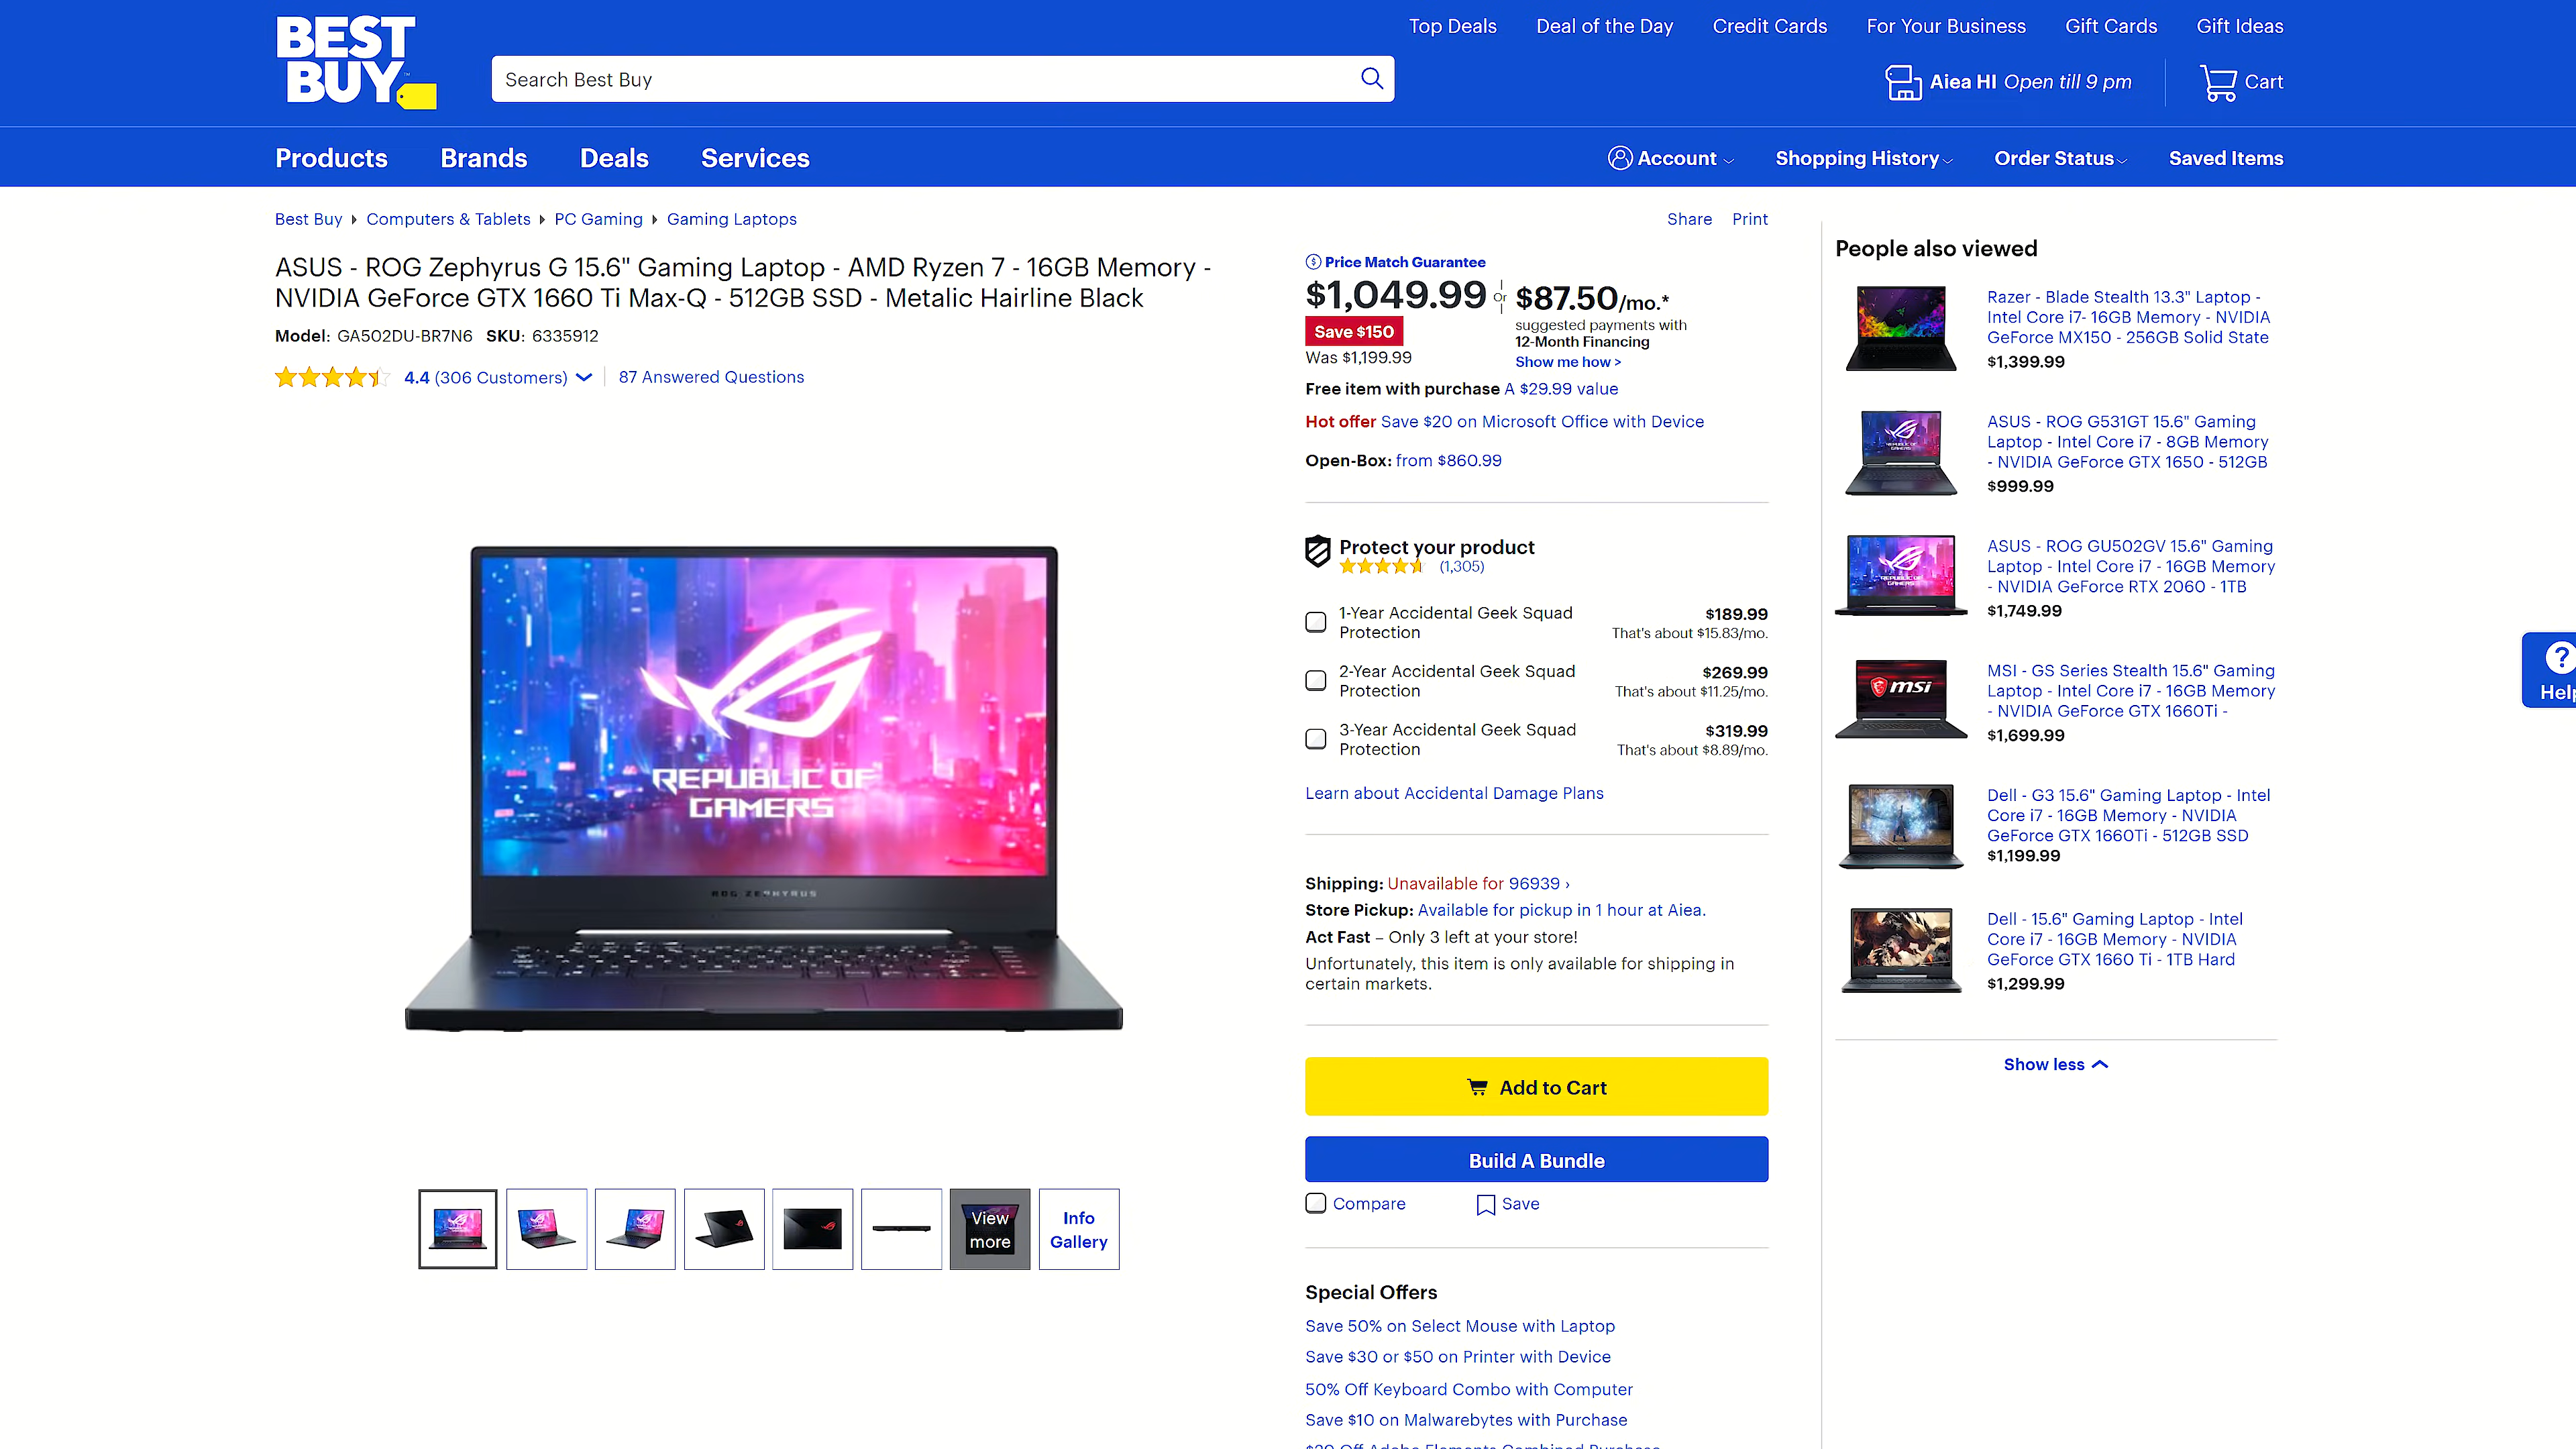 BEST
BUY
Search Best Buy
Top Deals
Deal of the Day
Credit Cards
For Your Business
Gift Cards
Gift Ideas
Aiea HI Open till 9 pm
Cart
Products
Brands
Deals
Services
Account
Shopping History
Order Status
Saved Items
Best Buy
Computers & Tablets
PC Gaming
Gaming Laptops
Share
Print
ASUS - ROG Zephyrus G 15.6" Gaming Laptop - AMD Ryzen 7 - 16GB Memory -
NVIDIA GeForce GTX 1660 Ti Max-Q - 512GB SSD - Metalic Hairline Black
Model: GA502DU-BR7N6 SKU: 6335912
4.4 (306 Customers)
87 Answered Questions
REPUBLIC OF
GAMERS
ROG ZEPHYRUS
View
more
Info
Gallery
Price Match Guarantee
$1,049.99
Save $150
Was $1,199.99
Or
$87.50/mo.*
suggested payments with
12-Month Financing
Show me how >
Free item with purchase A $29.99 value
Hot offer Save $20 on Microsoft Office with Device
Open-Box: from $860.99
Protect your product
(1,305)
1-Year Accidental Geek Squad
Protection
$189.99
That's about $15.83/mo.
2-Year Accidental Geek Squad
Protection
$269.99
That's about $11.25/mo.
3-Year Accidental Geek Squad
Protection
$319.99
That's about $8.89/mo.
Learn about Accidental Damage Plans
Shipping: Unavailable for 96939 ›
Store Pickup: Available for pickup in 1 hour at Aiea.
Act Fast – Only 3 left at your store!
Unfortunately, this item is only available for shipping in
certain markets.
Add to Cart
Build A Bundle
Compare
Save
Special Offers
Save 50% on Select Mouse with Laptop
Save $30 or $50 on Printer with Device
50% Off Keyboard Combo with Computer
Save $10 on Malwarebytes with Purchase
$20 Off Adobe Elements Combined Purchase
People also viewed
Razer - Blade Stealth 13.3" Laptop -
Intel Core i7- 16GB Memory - NVIDIA
GeForce MX150 - 256GB Solid State
$1,399.99
ASUS - ROG G531GT 15.6" Gaming
Laptop - Intel Core i7 - 8GB Memory
- NVIDIA GeForce GTX 1650 - 512GB
$999.99
ASUS - ROG GU502GV 15.6" Gaming
Laptop - Intel Core i7 - 16GB Memory
- NVIDIA GeForce RTX 2060 - 1TB
$1,749.99
msi
MSI - GS Series Stealth 15.6" Gaming
Laptop - Intel Core i7 - 16GB Memory
- NVIDIA GeForce GTX 1660Ti -
$1,699.99
Dell - G3 15.6" Gaming Laptop - Intel
Core i7 - 16GB Memory - NVIDIA
GeForce GTX 1660Ti - 512GB SSD
$1,199.99
Dell - 15.6" Gaming Laptop - Intel
Core i7 - 16GB Memory - NVIDIA
GeForce GTX 1660 Ti - 1TB Hard
$1,299.99
Show less
?
Help